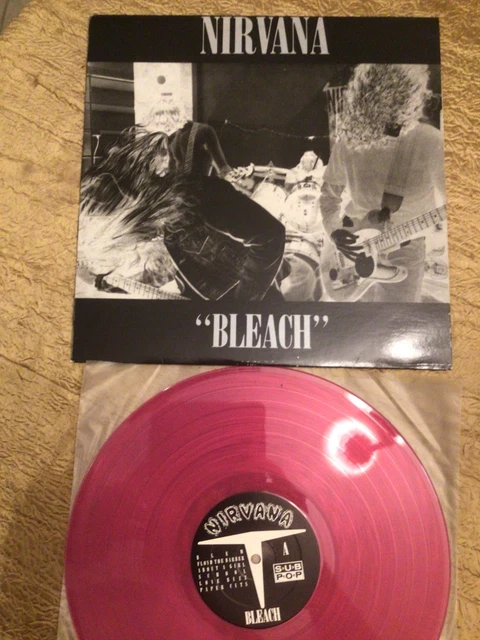 NIRVANA
“BLEACH”
NIRVANA
BLEW
FLOYD THE BARBER
ABOUT A GIRL
SCHOOL
LOVE BUZZ
PAPER CUTS
A
SUB
POP
BLEACH